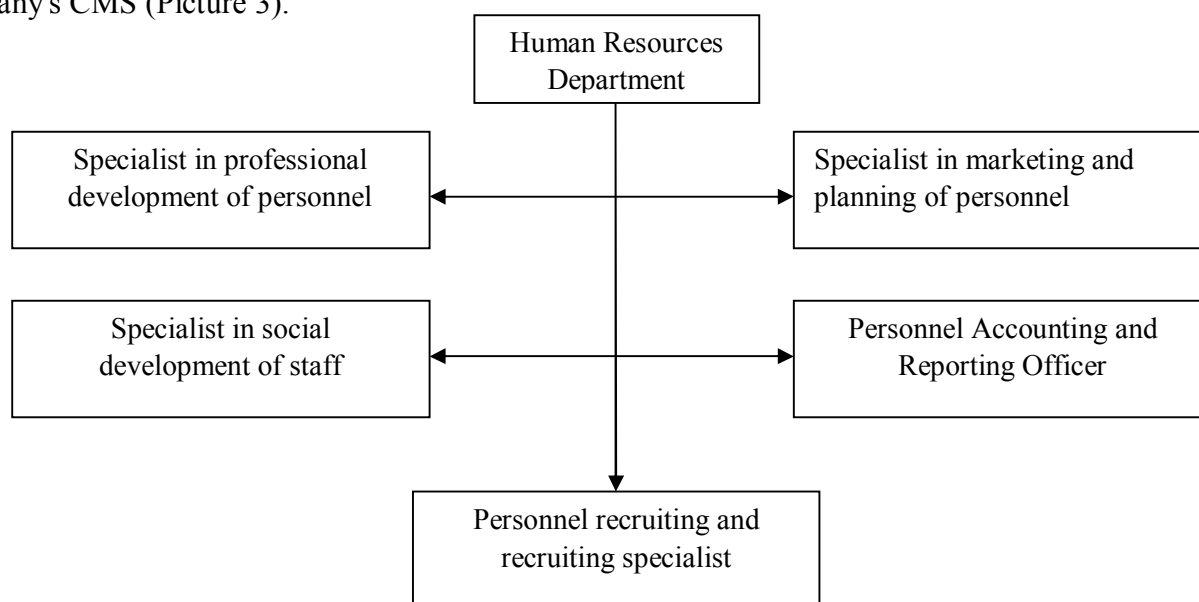 any's CMS (Picture 3).
Human Resources
Department
Specialist in professional
development of personnel
Specialist in marketing and
planning of personnel
Specialist in social
development of staff
Personnel Accounting and
Reporting Officer
Personnel recruiting and
recruiting specialist